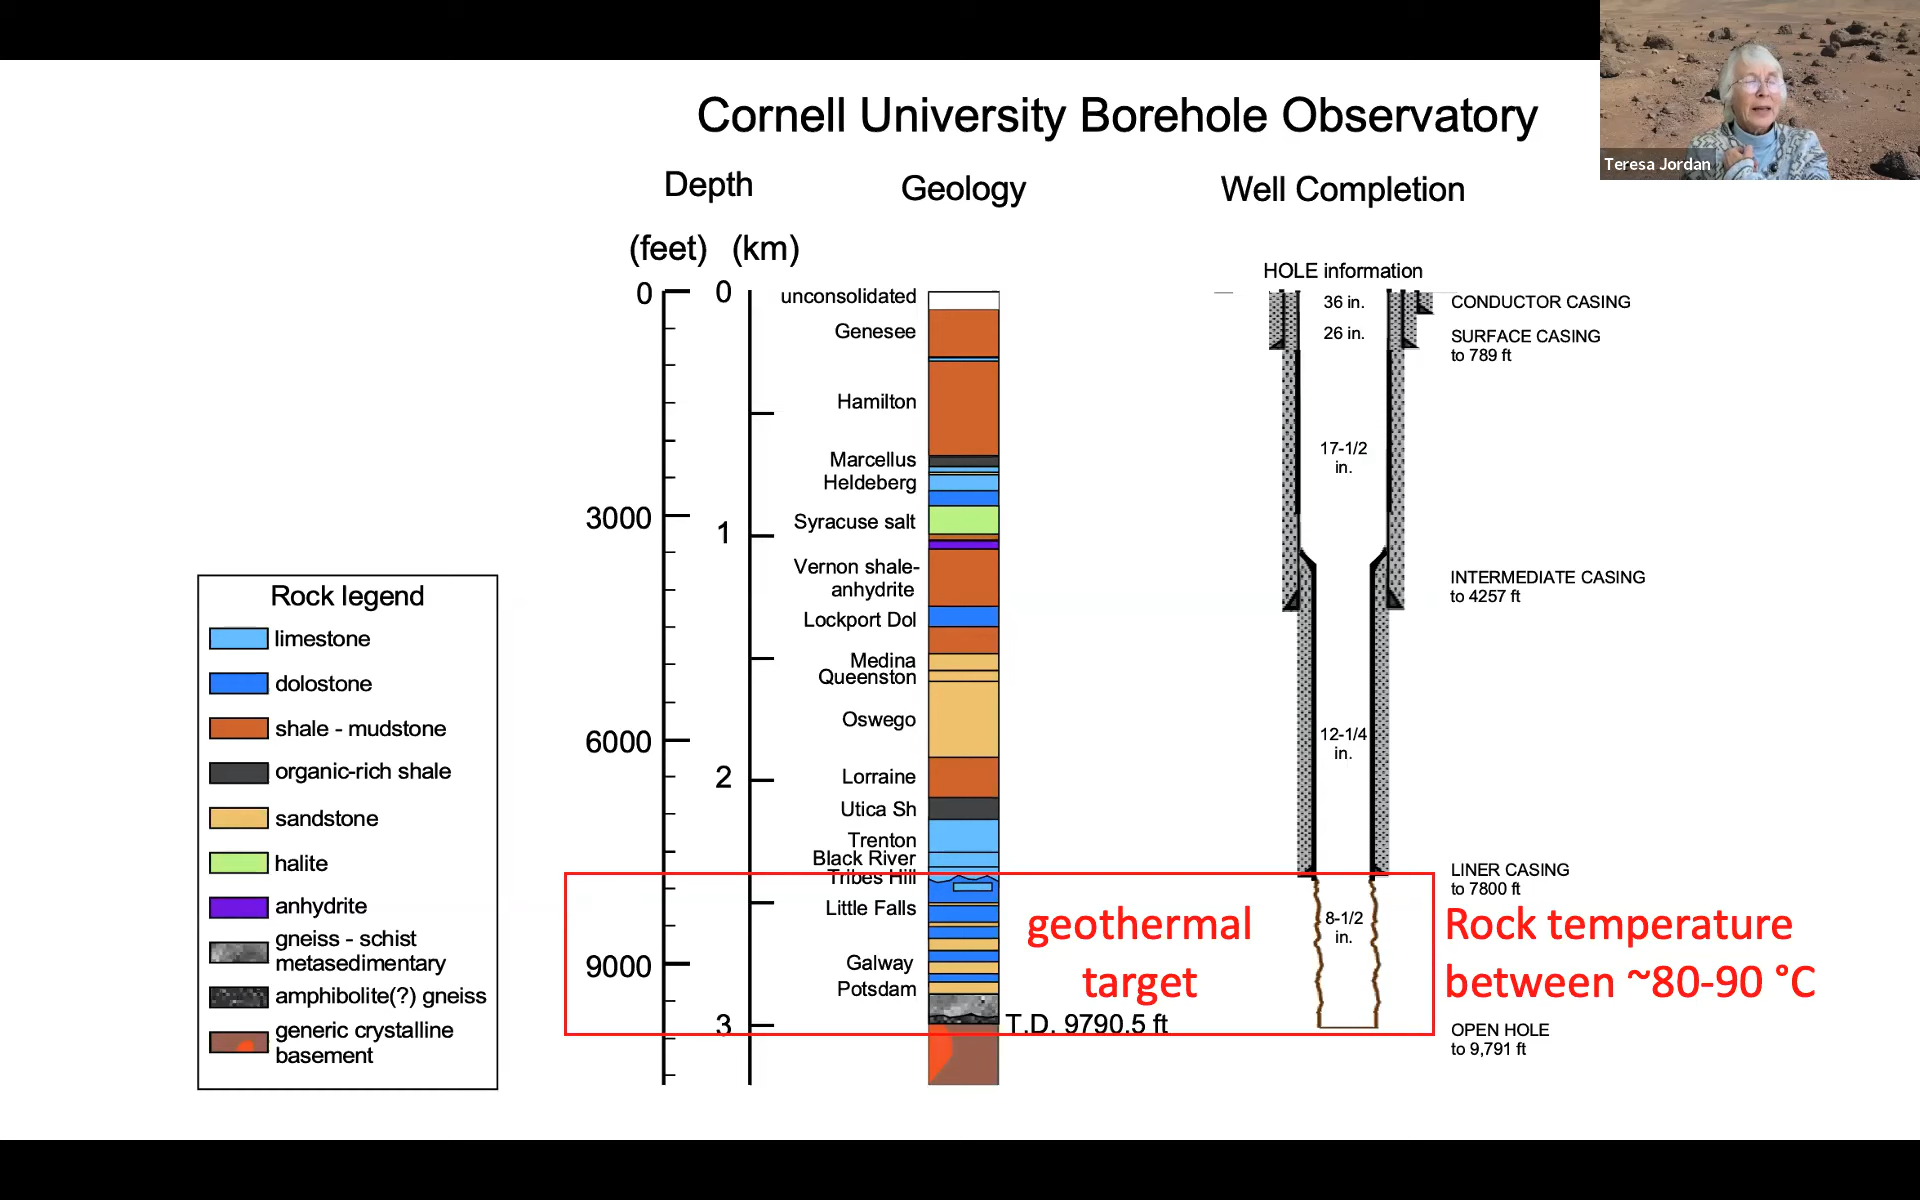 Cornell University Borehole Observatory
Teresa Jordan
Depth
Geology
Well Completion
(feet) (km)
HOLE information
0
0
unconsolidated
36 in.
CONDUCTOR CASING
Genesee
26 in.
SURFACE CASING
to 789 ft
Hamilton
17-1/2
in.
Marcellus
Heldeberg
3000
1
Syracuse salt
Vernon shale-
anhydrite
INTERMEDIATE CASING
to 4257 ft
Lockport Dol
Medina
Queenston
Oswego
6000
12-1/4
in.
2
Lorraine
Utica Sh
Trenton
Black River
Tribes Hill
LINER CASING
to 7800 ft
Little Falls
geothermal
target
8-1/2
in.
Rock temperature
between ~80-90 °C
9000
Galway
Potsdam
3
T.D. 9790.5 ft
OPEN HOLE
to 9,791 ft
Rock legend
limestone
dolostone
shale - mudstone
organic-rich shale
sandstone
halite
anhydrite
gneiss - schist
metasedimentary
amphibolite(?) gneiss
generic crystalline
basement